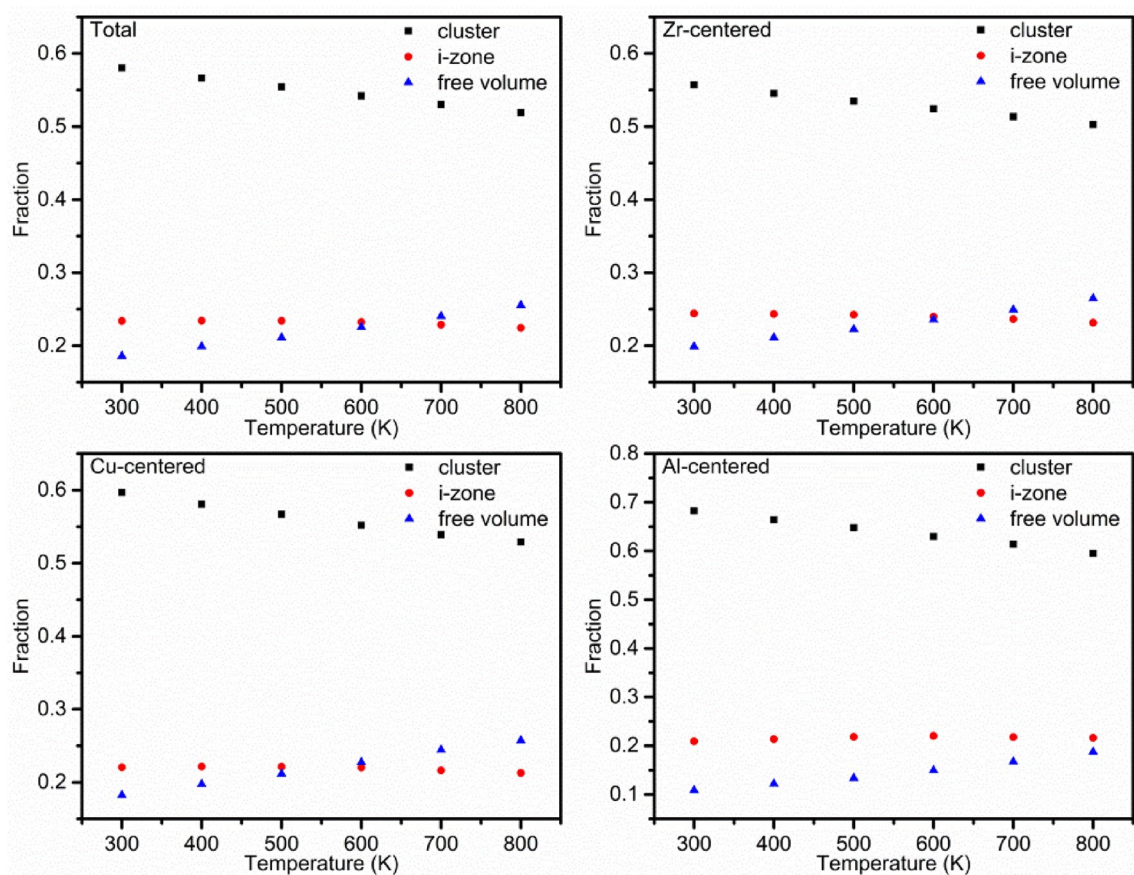 Total
cluster
i-zone
free volume
0.6
0.5
0.4
0.3
0.2
Fraction
300 400 500 600 700 800
Temperature (K)
Zr-centered
cluster
i-zone
free volume
0.6
0.5
0.4
0.3
0.2
Fraction
300 400 500 600 700 800
Temperature (K)
Cu-centered
cluster
i-zone
free volume
0.6
0.5
0.4
0.3
0.2
Fraction
300 400 500 600 700 800
Temperature (K)
Al-centered
cluster
i-zone
free volume
0.8
0.7
0.6
0.5
0.4
0.3
0.2
0.1
Fraction
300 400 500 600 700 800
Temperature (K)